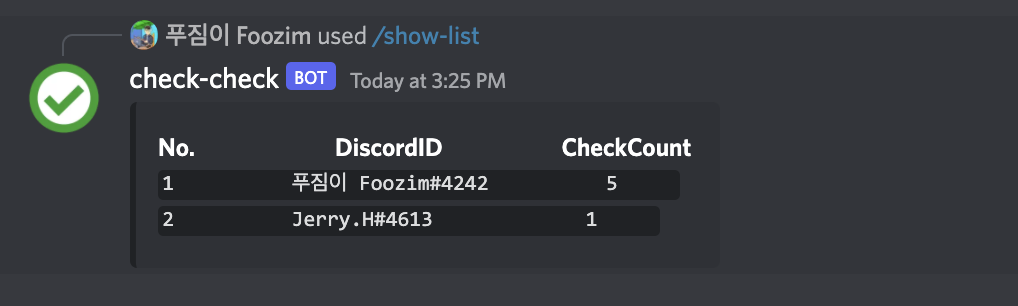 푸짐이 Foozim used /show-list
check-check BOT Today at 3:25 PM
No. DiscordID CheckCount
1 푸짐이 Foozim#4242 5
2 Jerry.H#4613 1